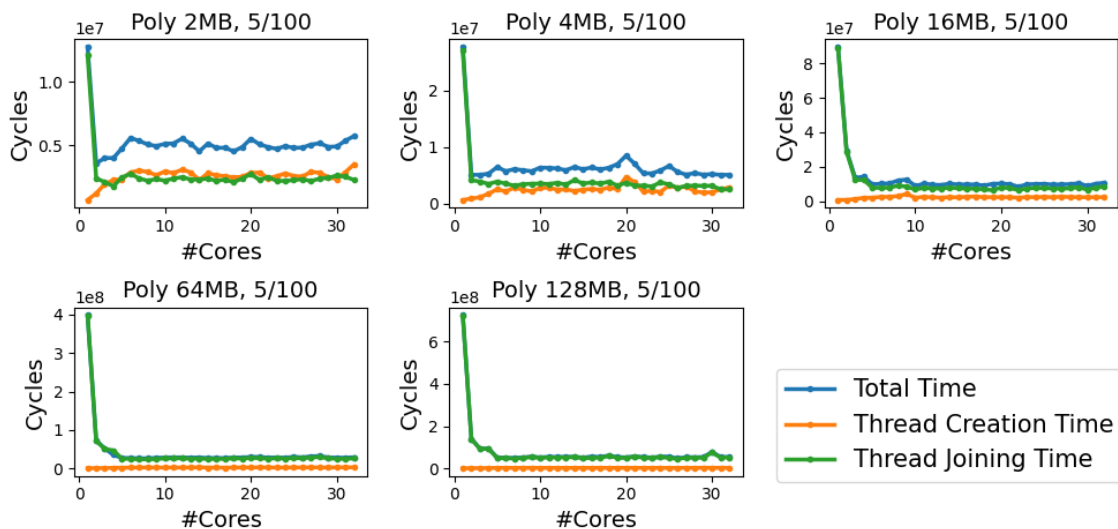 Poly 2MB, 5/100
1e7
Cycles
1.0
0.5
0
10
20
30
#Cores
Poly 4MB, 5/100
1e7
Cycles
2
1
0
0
10
20
30
#Cores
Poly 16MB, 5/100
1e7
Cycles
8
6
4
2
0
0
10
20
30
#Cores
Poly 64MB, 5/100
1e8
Cycles
4
3
2
1
0
0
10
20
30
#Cores
Poly 128MB, 5/100
1e8
Cycles
6
4
2
0
0
10
20
30
#Cores
Total Time
Thread Creation Time
Thread Joining Time